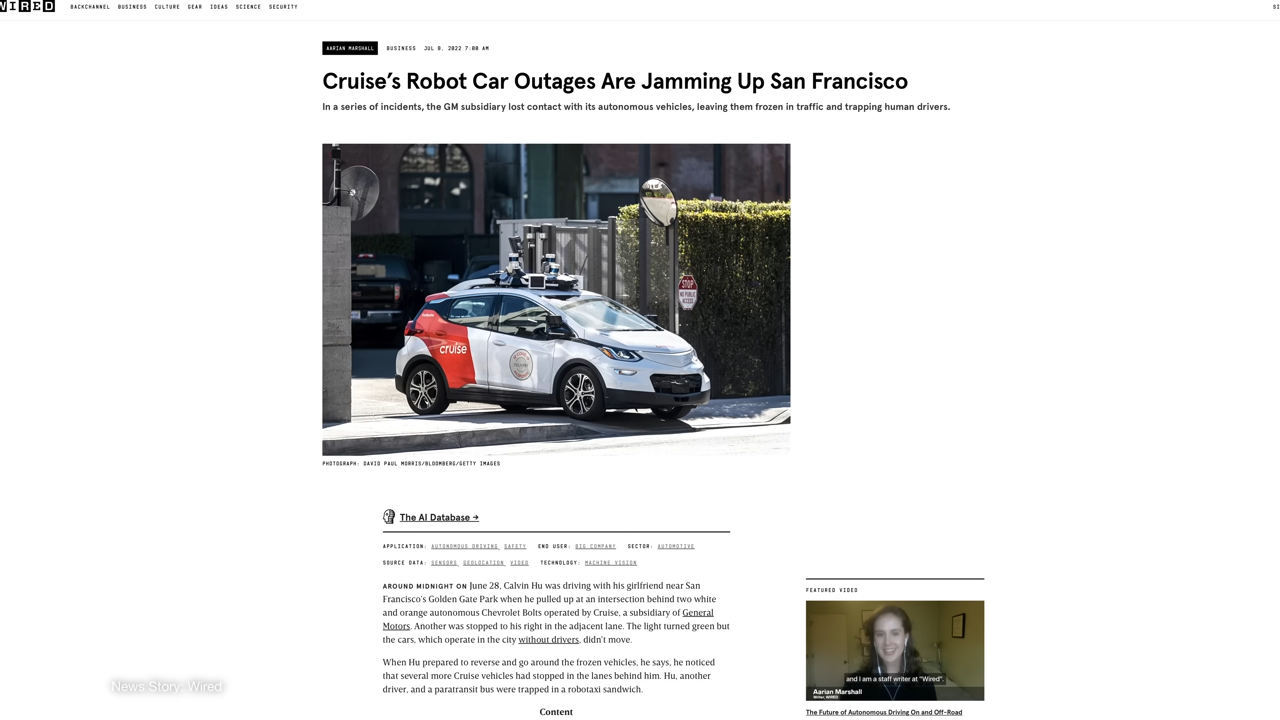 WIRED
BACKCHANNEL BUSINESS CULTURE GEAR IDEAS SCIENCE SECURITY
SI
AARIAN MARSHALL BUSINESS JUL 8, 2022 7:00 AM
Cruise’s Robot Car Outages Are Jamming Up San Francisco
In a series of incidents, the GM subsidiary lost contact with its autonomous vehicles, leaving them frozen in traffic and trapping human drivers.
STOP
NO PUBLIC
ACCESS
cruise
PHOTOGRAPH: DAVID PAUL MORRIS/BLOOMBERG/GETTY IMAGES
The AI Database →
APPLICATION: AUTONOMOUS DRIVING, SAFETY END USER: BIG COMPANY SECTOR: AUTOMOTIVE
SOURCE DATA: SENSORS, GEOLOCATION, VIDEO TECHNOLOGY: MACHINE VISION
AROUND MIDNIGHT ON June 28, Calvin Hu was driving with his girlfriend near San
Francisco’s Golden Gate Park when he pulled up at an intersection behind two white
and orange autonomous Chevrolet Bolts operated by Cruise, a subsidiary of General
Motors. Another was stopped to his right in the adjacent lane. The light turned green but
the cars, which operate in the city without drivers, didn’t move.
When Hu prepared to reverse and go around the frozen vehicles, he says, he noticed
that several more Cruise vehicles had stopped in the lanes behind him. Hu, another
driver, and a paratransit bus were trapped in a robotaxi sandwich.
Content
FEATURED VIDEO
and I am a staff writer at "Wired".
Aarian Marshall
Writer, WIRED
The Future of Autonomous Driving On and Off-Road
News Story: Wired